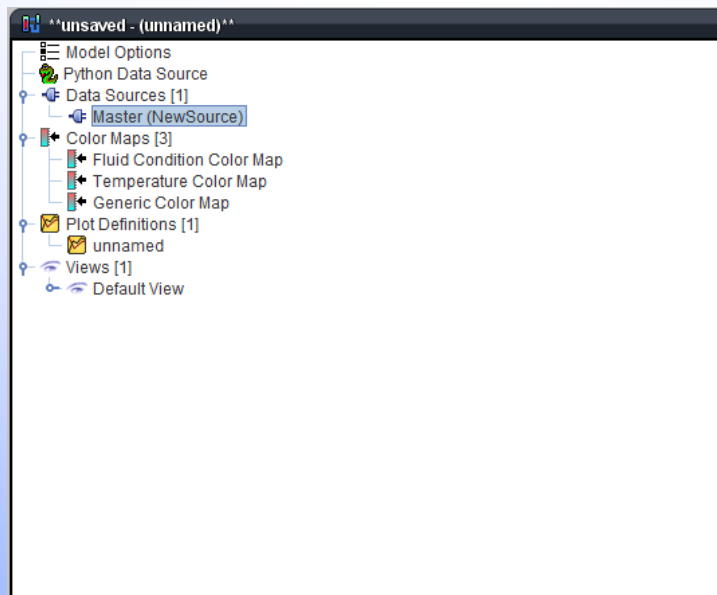 **unsaved - (unnamed)**
Model Options
Python Data Source
Data Sources [1]
Master (NewSource)
Color Maps [3]
Fluid Condition Color Map
Temperature Color Map
Generic Color Map
Plot Definitions [1]
unnamed
Views [1]
Default View